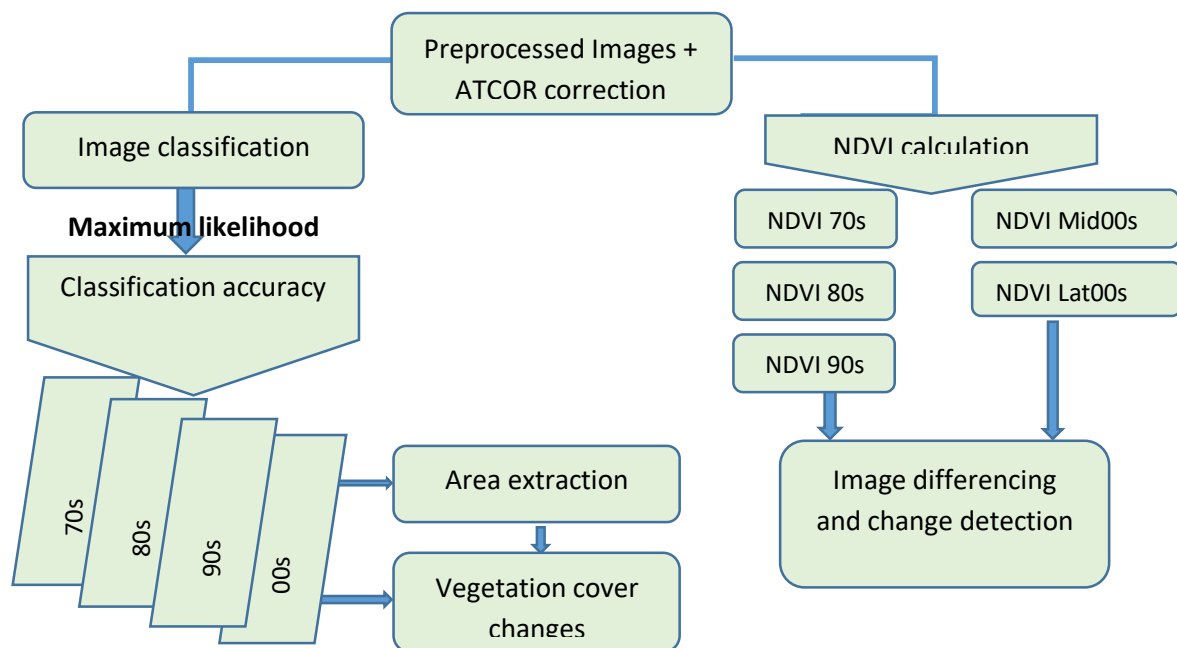 Preprocessed Images +
ATCOR correction
Image classification
Maximum likelihood
Classification accuracy
70s
80s
90s
00s
Area extraction
Vegetation cover
changes
NDVI calculation
NDVI 70s
NDVI 80s
NDVI 90s
NDVI Mid00s
NDVI Lat00s
Image differencing
and change detection